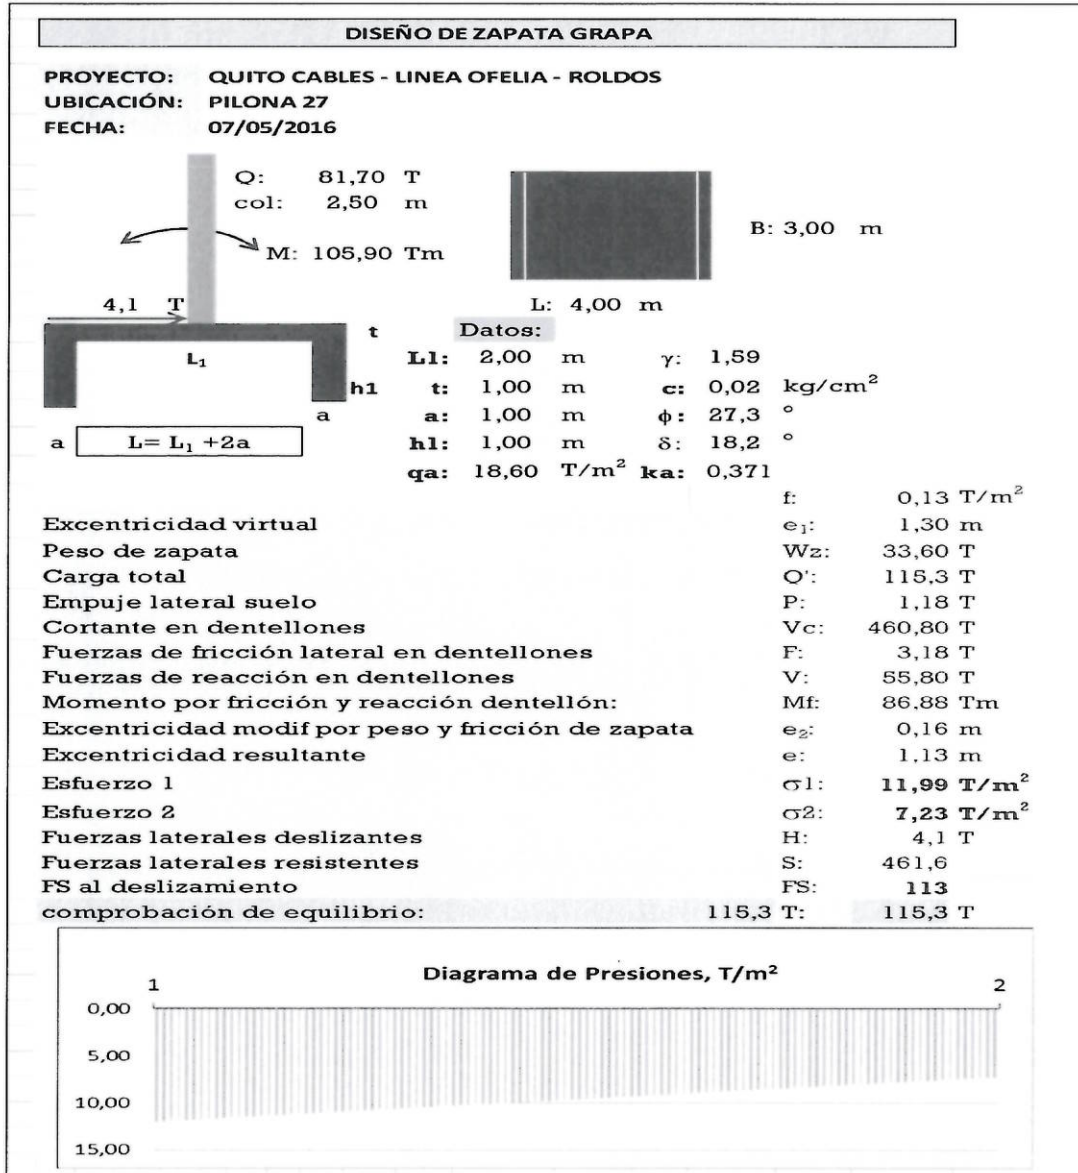 DISEÑO DE ZAPATA GRAPA
PROYECTO: QUITO CABLES - LINEA OFELIA - ROLDOS
UBICACIÓN: PILONA 27
FECHA: 07/05/2016
Q: 81,70 T
col: 2,50 m
M: 105,90 Tm
B: 3,00 m
4,1 T
L: 4,00 m
t
Datos:
L₁
L1: 2,00 m γ: 1,59
h1
t: 1,00 m c: 0,02 kg/cm²
a
a: 1,00 m ϕ: 27,3 °
a
L= L₁ +2a
h1: 1,00 m δ: 18,2 °
qa: 18,60 T/m² ka: 0,371
f: 0,13 T/m²
Excentricidad virtual e₁: 1,30 m
Peso de zapata Wz: 33,60 T
Carga total Q': 115,3 T
Empuje lateral suelo P: 1,18 T
Cortante en dentellones Vc: 460,80 T
Fuerzas de fricción lateral en dentellones F: 3,18 T
Fuerzas de reacción en dentellones V: 55,80 T
Momento por fricción y reacción dentellón: Mf: 86,88 Tm
Excentricidad modif por peso y fricción de zapata e₂: 0,16 m
Excentricidad resultante e: 1,13 m
Esfuerzo 1 σ1: 11,99 T/m²
Esfuerzo 2 σ2: 7,23 T/m²
Fuerzas laterales deslizantes H: 4,1 T
Fuerzas laterales resistentes S: 461,6
FS al deslizamiento FS: 113
comprobación de equilibrio: 115,3 T: 115,3 T
Diagrama de Presiones, T/m²
1 2
0,00
5,00
10,00
15,00